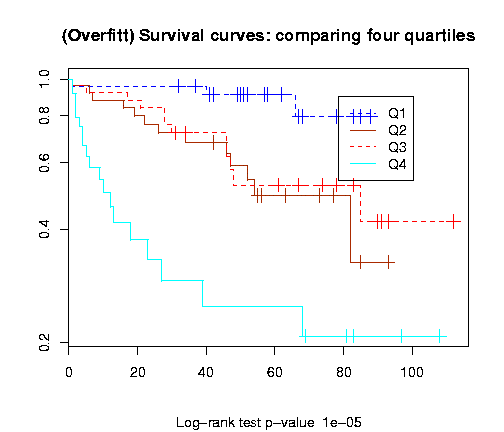 (Overfitt) Survival curves: comparing four quartiles
1.0
0.8
0.6
0.4
0.2
Q1
Q2
Q3
Q4
0 20 40 60 80 100
Log-rank test p-value 1e-05